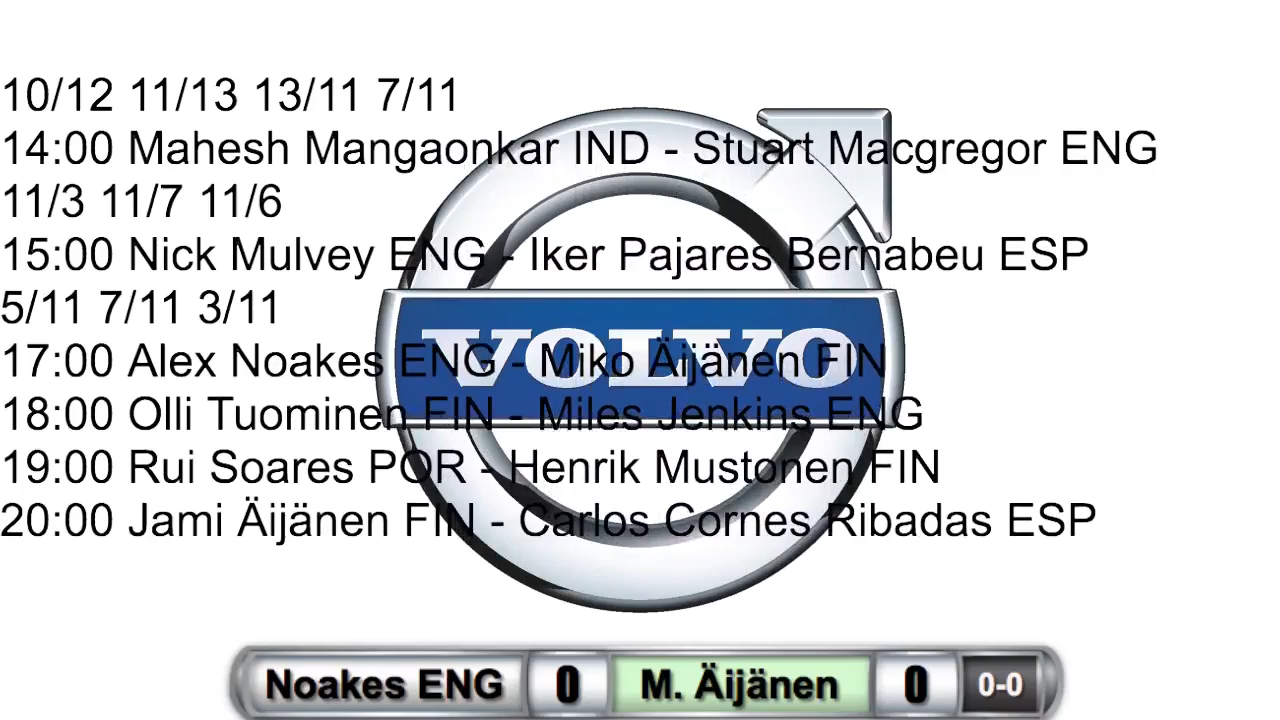 10/12 11/13 13/11 7/11
14:00 Mahesh Mangaonkar IND - Stuart Macgregor ENG
11/3 11/7 11/6
15:00 Nick Mulvey ENG - Iker Pajares Bernabeu ESP
5/11 7/11 3/11
VOLVO
17:00 Alex Noakes ENG - Miko Äijänen FIN
18:00 Olli Tuominen FIN - Miles Jenkins ENG
19:00 Rui Soares POR - Henrik Mustonen FIN
20:00 Jami Äijänen FIN - Carlos Cornes Ribadas ESP
Noakes ENG 0 M. Äijänen 0 0-0